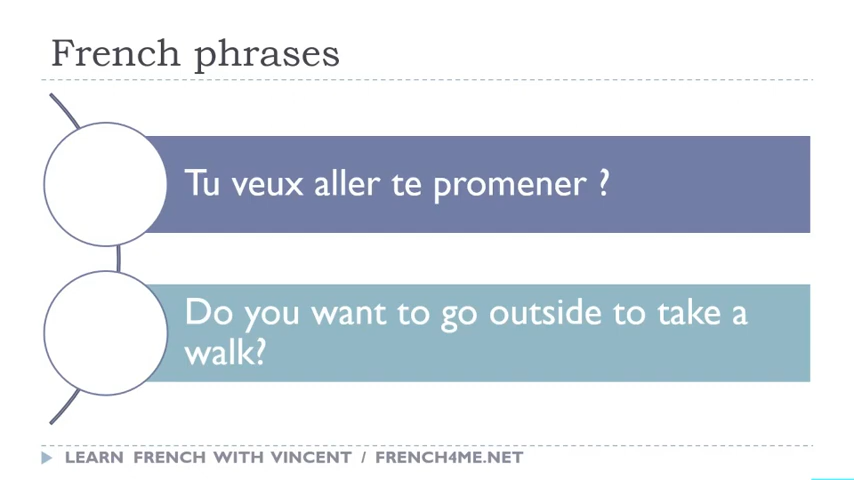 French phrases
Tu veux aller te promener ?
Do you want to go outside to take a
walk?
LEARN FRENCH WITH VINCENT / FRENCH4ME.NET